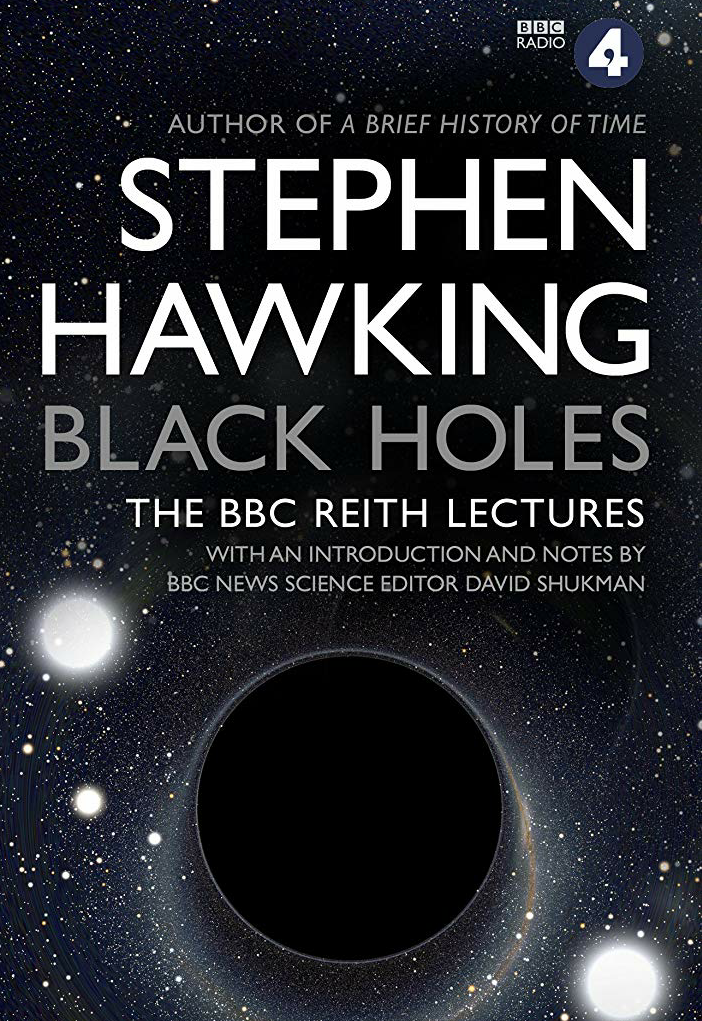 BBC
RADIO
4
AUTHOR OF A BRIEF HISTORY OF TIME
STEPHEN
HAWKING
BLACK HOLES
THE BBC REITH LECTURES
WITH AN INTRODUCTION AND NOTES BY
BBC NEWS SCIENCE EDITOR DAVID SHUKMAN